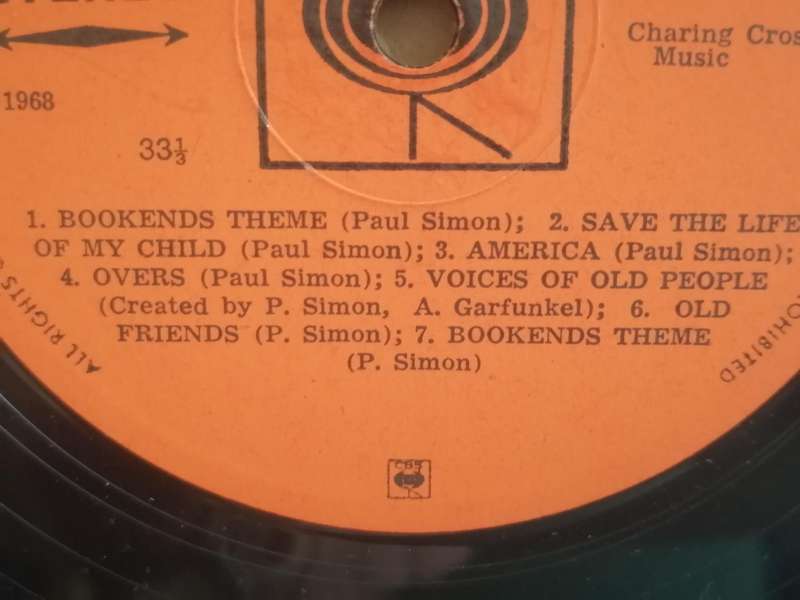 Charing Cros
Music
1968
33⅓
1. BOOKENDS THEME (Paul Simon); 2. SAVE THE LIFE
OF MY CHILD (Paul Simon); 3. AMERICA (Paul Simon);
4. OVERS (Paul Simon); 5. VOICES OF OLD PEOPLE
(Created by P. Simon, A. Garfunkel); 6. OLD
FRIENDS (P. Simon); 7. BOOKENDS THEME
(P. Simon)
ALL RIGHTS
OHIBITED
CBS